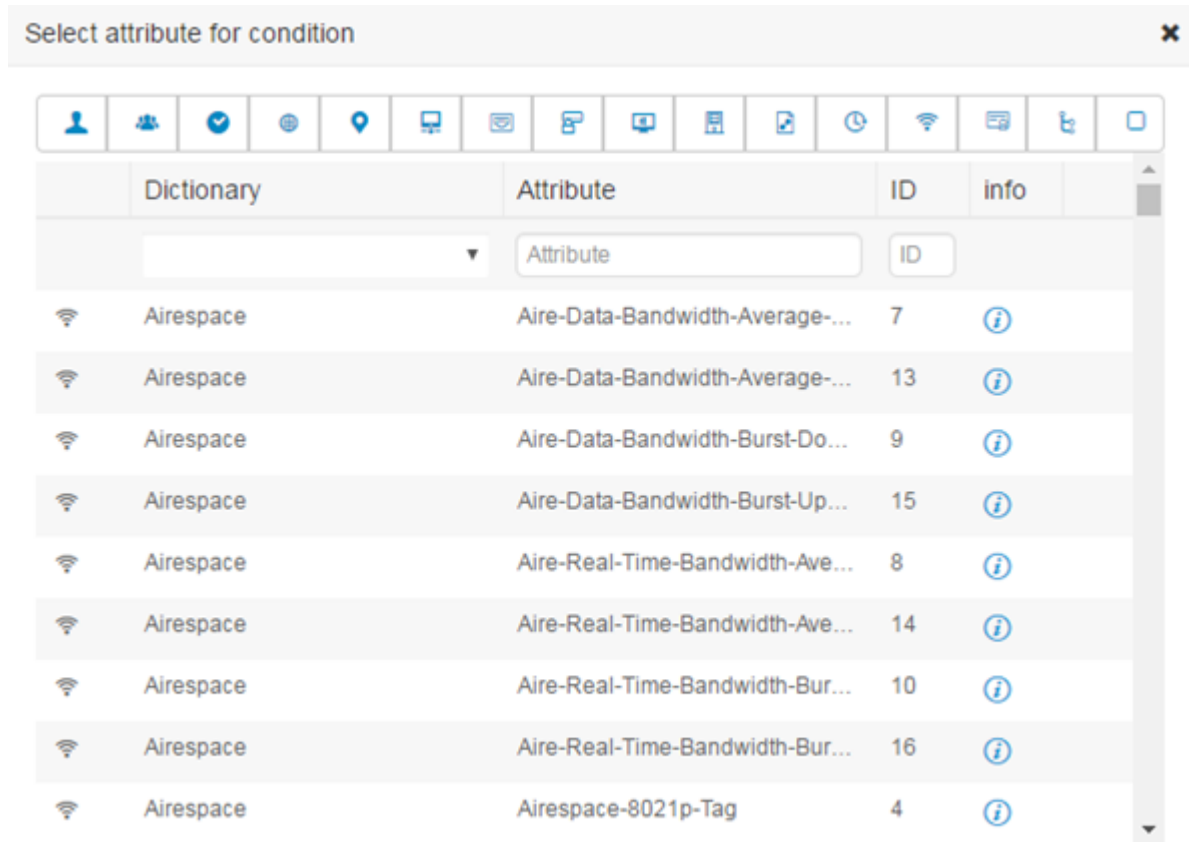 Select attribute for condition
Dictionary Attribute ID info
Attribute ID
Airespace Aire-Data-Bandwidth-Average-... 7
Airespace Aire-Data-Bandwidth-Average-... 13
Airespace Aire-Data-Bandwidth-Burst-Do... 9
Airespace Aire-Data-Bandwidth-Burst-Up... 15
Airespace Aire-Real-Time-Bandwidth-Ave... 8
Airespace Aire-Real-Time-Bandwidth-Ave... 14
Airespace Aire-Real-Time-Bandwidth-Bur... 10
Airespace Aire-Real-Time-Bandwidth-Bur... 16
Airespace Airespace-8021p-Tag 4